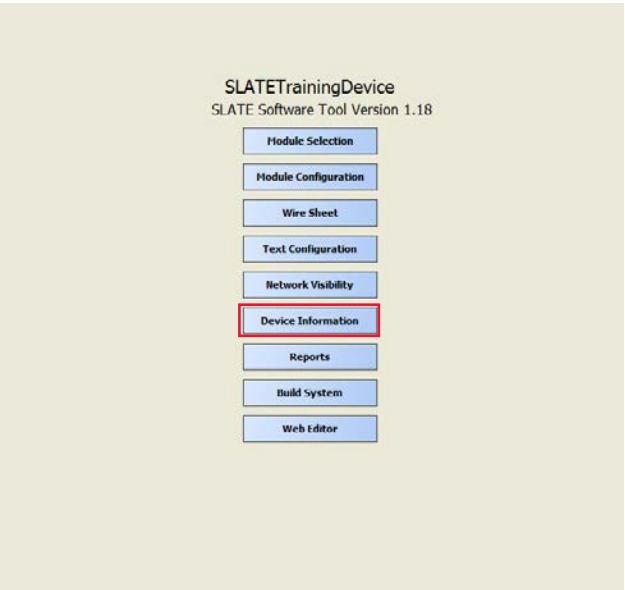 SLATETrainingDevice
SLATE Software Tool Version 1.18
Module Selection
Module Configuration
Wire Sheet
Text Configuration
Network Visibility
Device Information
Reports
Build System
Web Editor